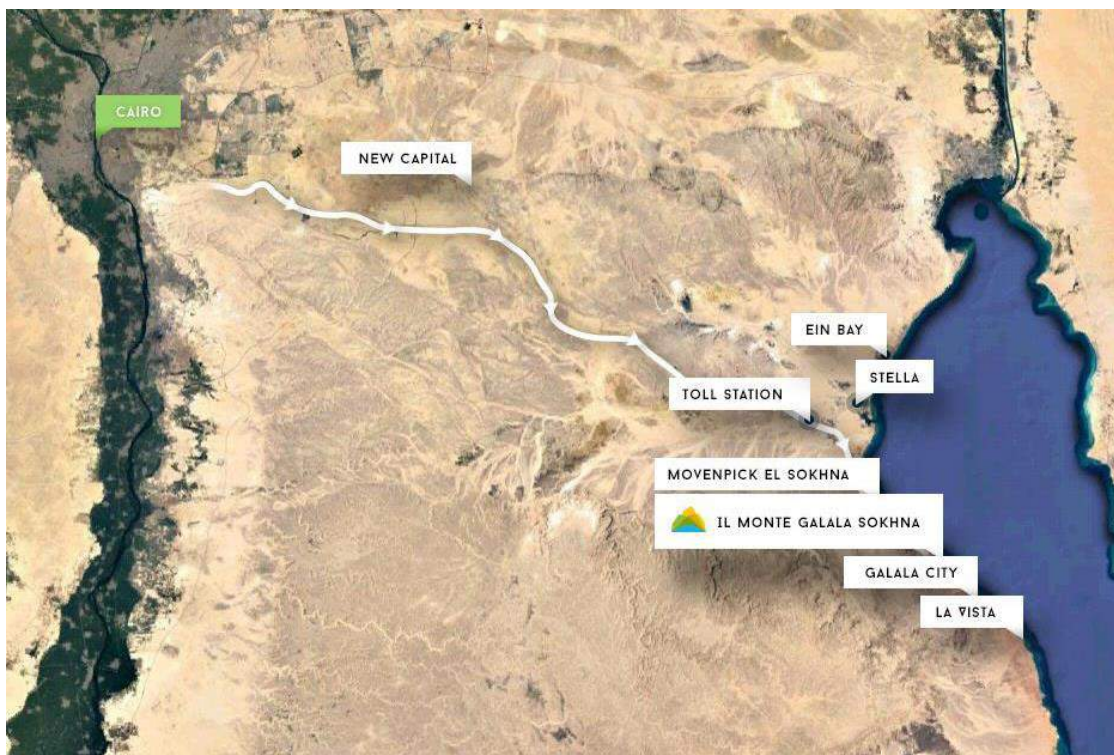 CAIRO
NEW CAPITAL
EIN BAY
STELLA
TOLL STATION
MOVENPICK EL SOKHNA
IL MONTE GALALA SOKHNA
GALALA CITY
LA VISTA